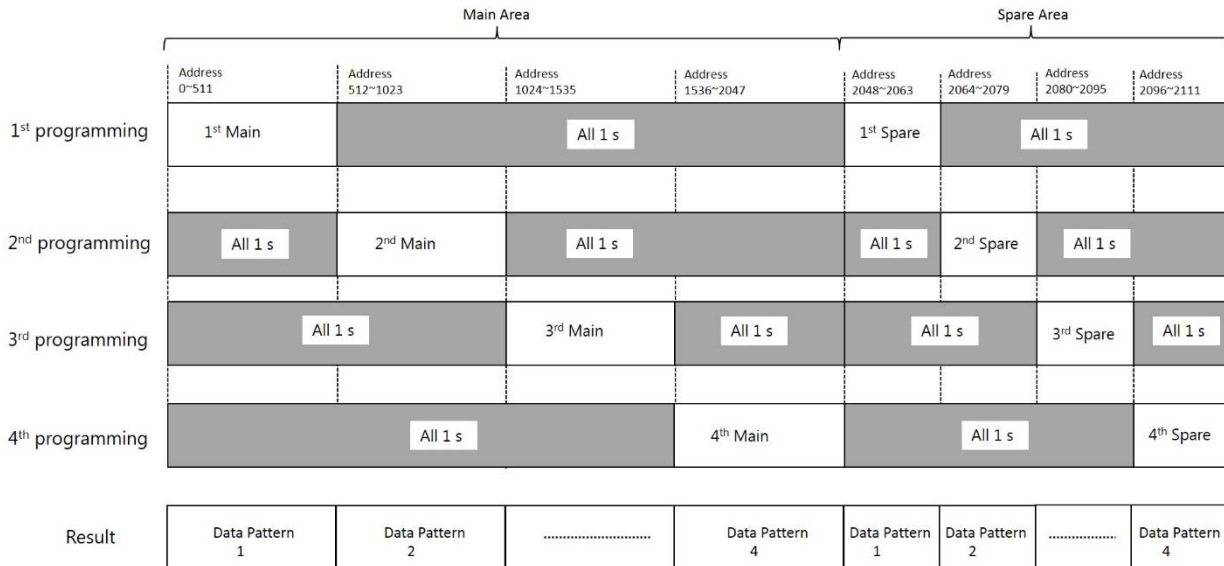 Main Area
Spare Area
Address
0~511
Address
512~1023
Address
1024~1535
Address
1536~2047
Address
2048~2063
Address
2064~2079
Address
2080~2095
Address
2096~2111
1st programming
1st Main
All 1 s
1st Spare
All 1 s
2nd programming
All 1 s
2nd Main
All 1 s
All 1 s
2nd Spare
All 1 s
3rd programming
All 1 s
3rd Main
All 1 s
All 1 s
3rd Spare
All 1 s
4th programming
All 1 s
4th Main
All 1 s
4th Spare
Result
Data Pattern
1
Data Pattern
2
........................
Data Pattern
4
Data Pattern
1
Data Pattern
2
................
Data Pattern
4